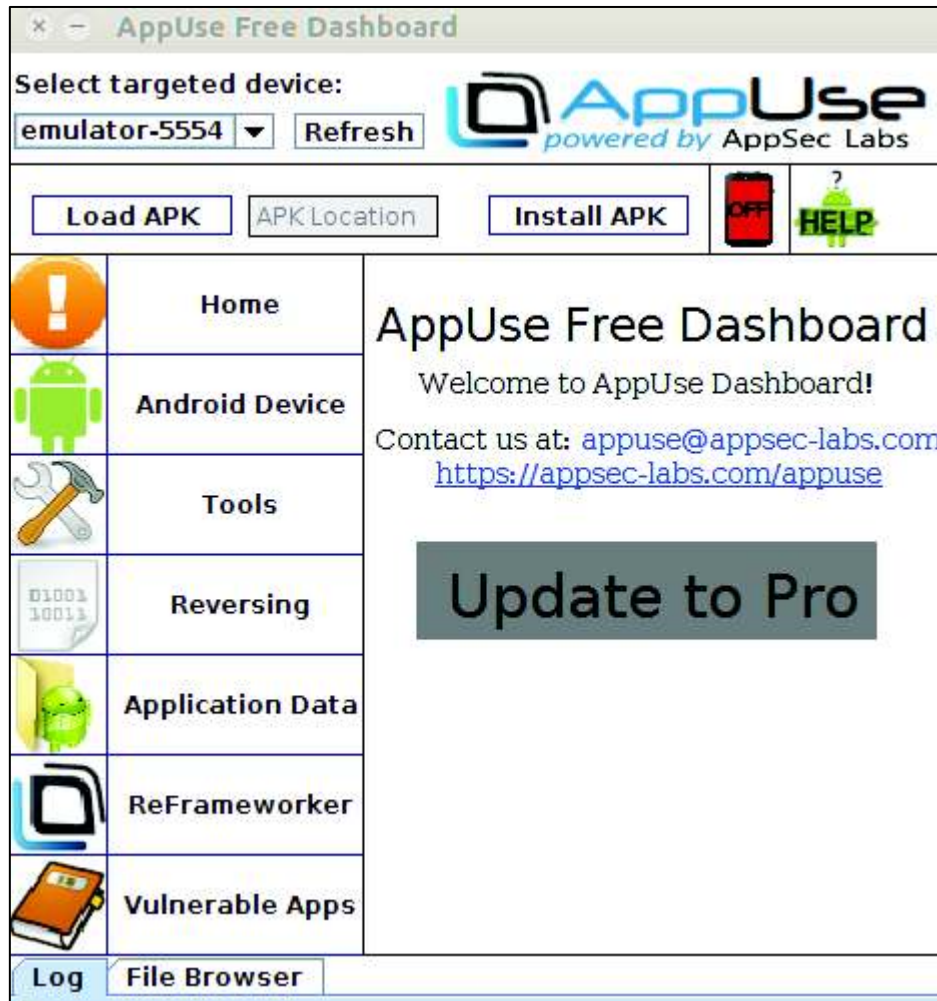 AppUse Free Dashboard
Select targeted device:
emulator-5554 Refresh
AppUse
powered by AppSec Labs
Load APK APK Location Install APK OFF ? HELP
Home
Android Device
Tools
01001
10011
Reversing
Application Data
ReFrameworker
Vulnerable Apps
AppUse Free Dashboard
Welcome to AppUse Dashboard!
Contact us at: appuse@appsec-labs.com
https://appsec-labs.com/appuse
Update to Pro
Log File Browser